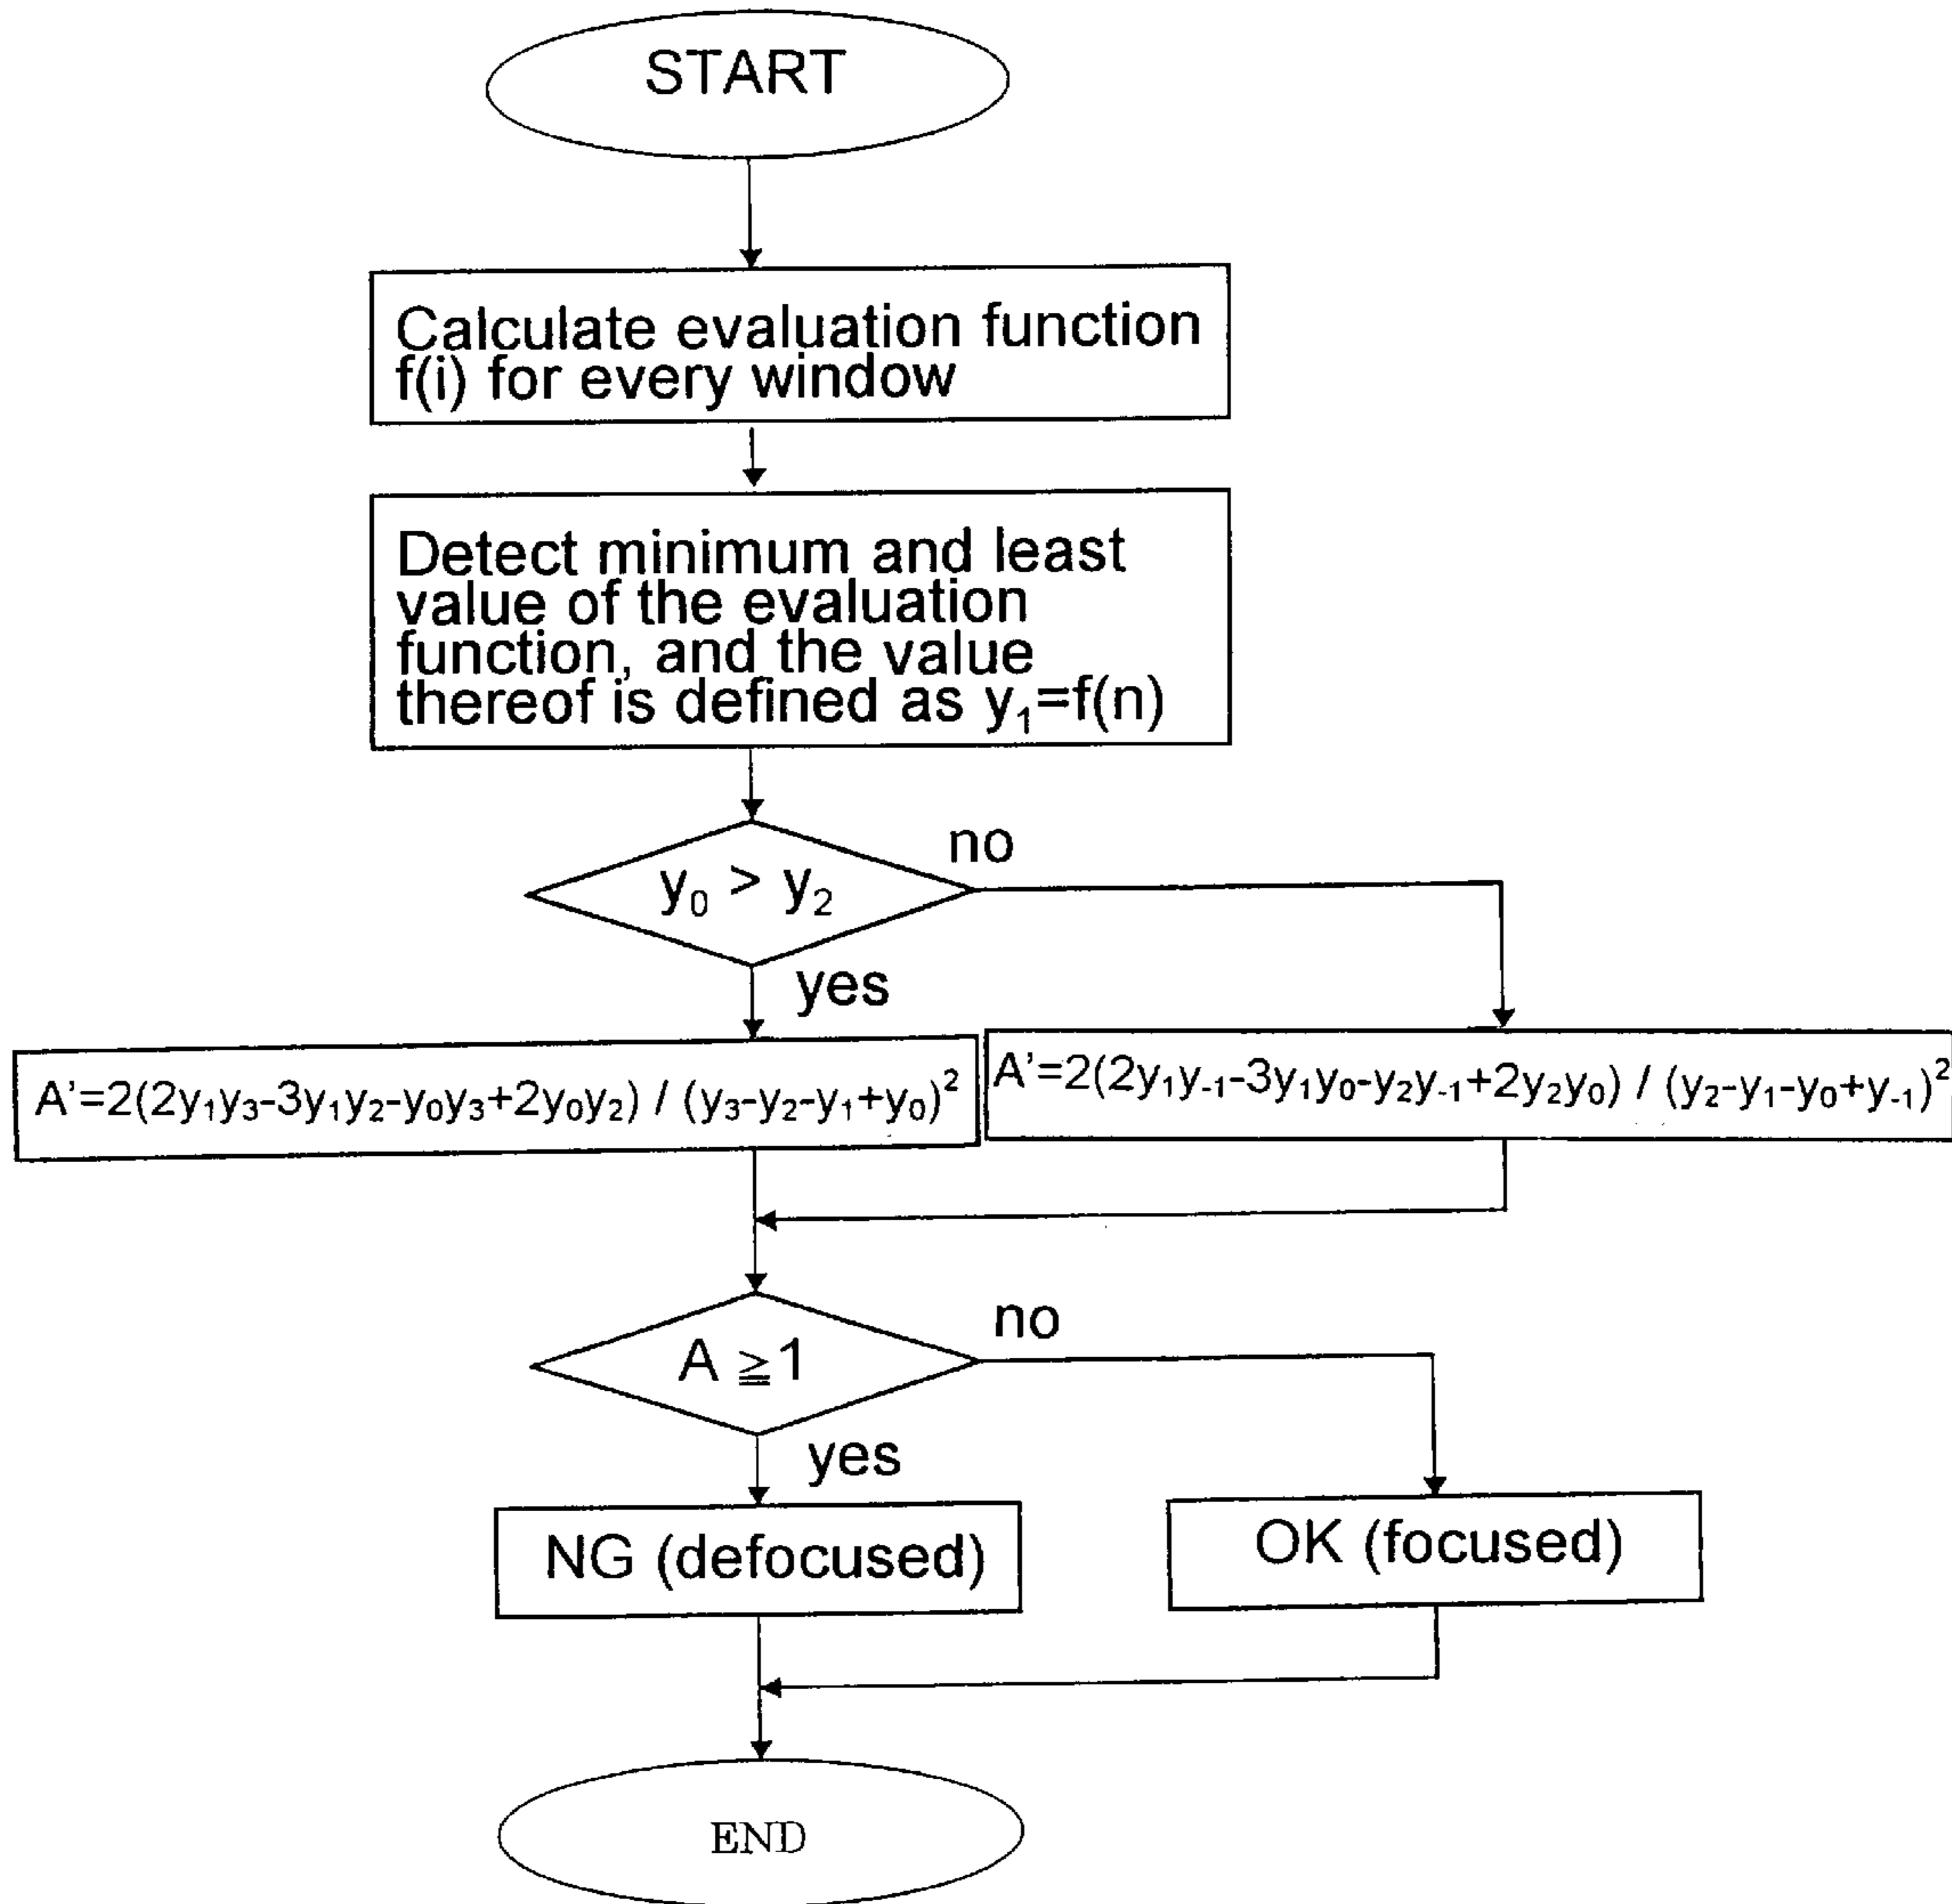 START
Calculate evaluation function
f(i) for every window
Detect minimum and least
value of the evaluation
function, and the value
thereof is defined as y₁=f(n)
no
y₀ > y₂
yes
A'=2(2y₁y₃-3y₁y₂-y₀y₃+2y₀y₂) / (y₃-y₂-y₁+y₀)²
A'=2(2y₁y₋₁-3y₁y₀-y₂y₋₁+2y₂y₀) / (y₂-y₁-y₀+y₋₁)²
no
A ≧ 1
yes
NG (defocused)
OK (focused)
END